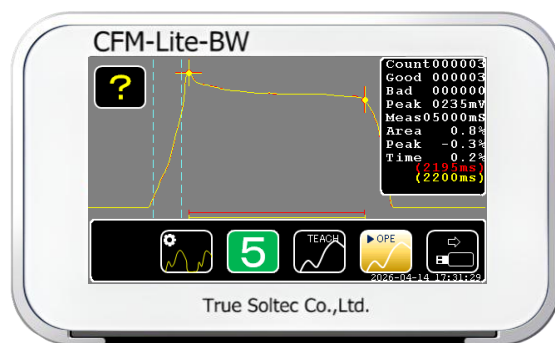 CFM-Lite-BW
?
Count000003
Good 000003
Bad 000000
Peak 0235mV
Meas05000mS
Area 0.8%
Peak -0.3%
Time 0.2%
(2195ms)
(2200ms)
5
TEACH
OPE
2026-04-14 17:31:29
True Soltec Co.,Ltd.